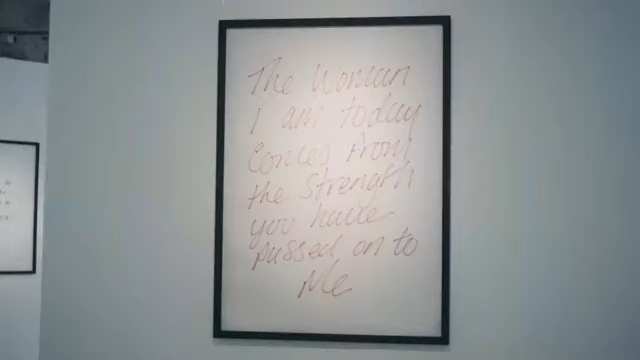 The Woman
I am today
Comes From
the Strength
you have
passed on to
Me